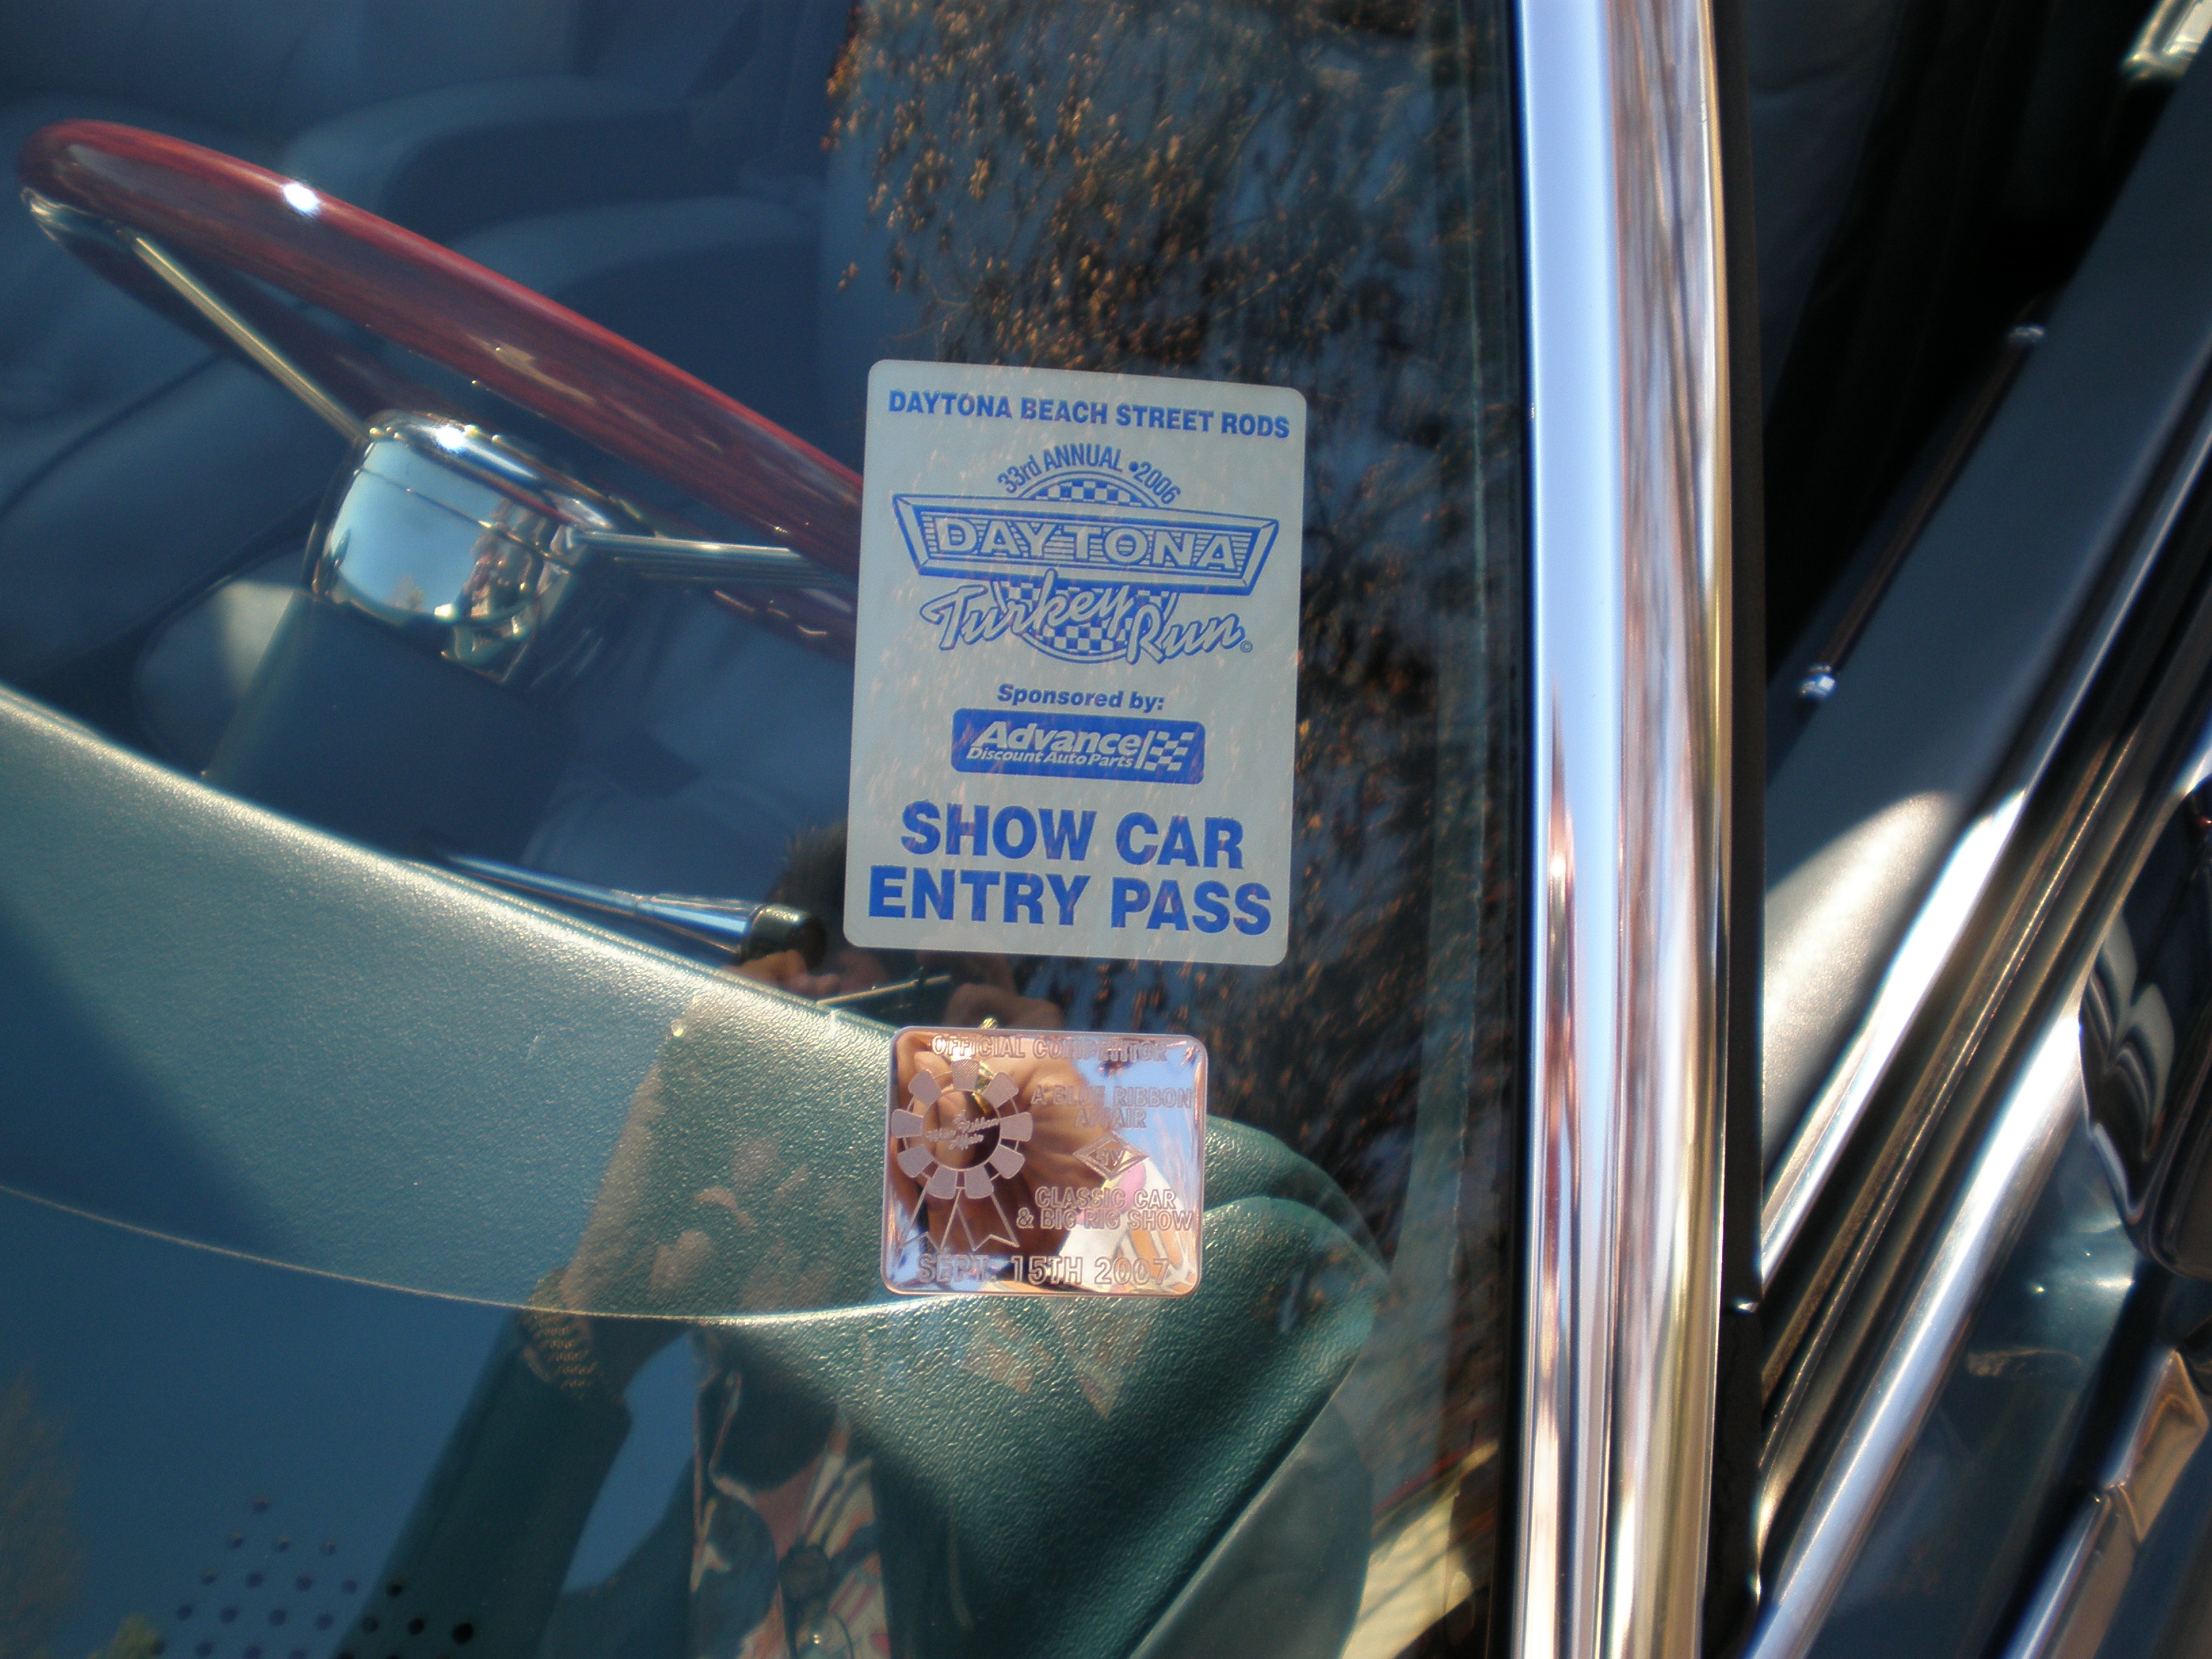 DAYTONA BEACH STREET RODS
33rd ANNUAL • 2006
DAYTONA
Turkey Run ©
Sponsored by:
Advance
Discount Auto Parts
SHOW CAR
ENTRY PASS
OFFICIAL COMPETITOR
A BLUE RIBBON
AFFAIR
CLASSIC CAR
& BIG RIG SHOW
SEPT. 15TH 2007